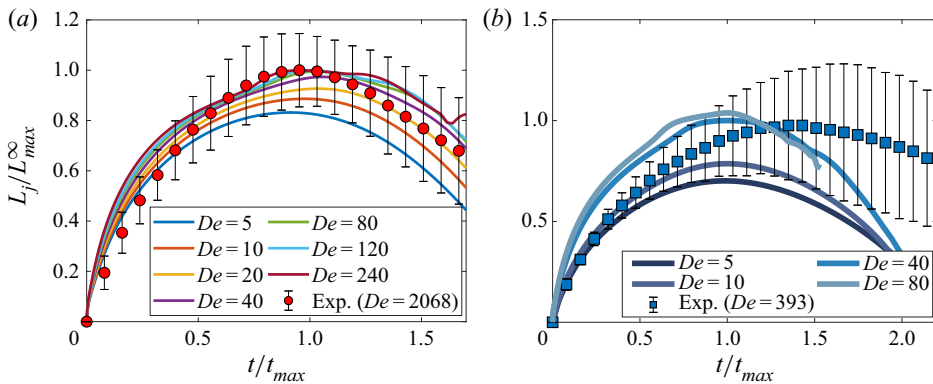 (a)
1.2
1.0
0.8
0.6
0.4
0.2
0
0.5
1.0
1.5
L_j/L^∞_max
t/t_max
De = 5
De = 10
De = 20
De = 40
De = 80
De = 120
De = 240
Exp. (De = 2068)
(b)
1.5
1.0
0.5
0
0.5
1.0
1.5
2.0
t/t_max
De = 5
De = 10
De = 40
De = 80
Exp. (De = 393)